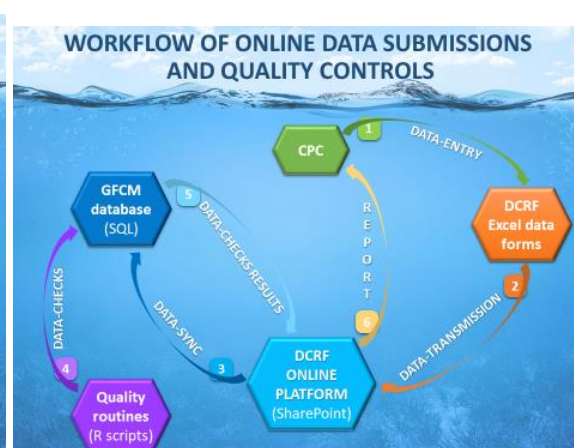 WORKFLOW OF ONLINE DATA SUBMISSIONS
AND QUALITY CONTROLS
1
CPC
DATA-ENTRY
GFCM
database
(SQL)
5
DATA-CHECKS RESULTS
REPORT
DCRF
Excel data
forms
2
DATA-TRANSMISSION
6
DATA-CHECKS
DATA-SYNC
3
DCRF
ONLINE
PLATFORM
(SharePoint)
4
Quality
routines
(R scripts)